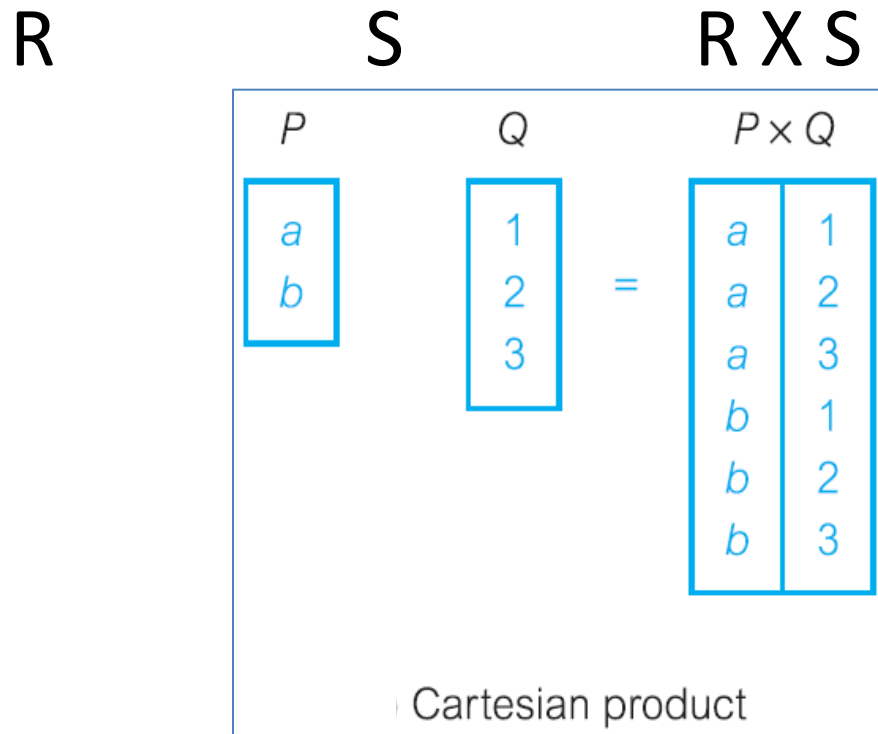 R S R X S
P Q P × Q
a 1 a 1
b 2 = a 2
3 a 3
b 1
b 2
b 3
Cartesian product